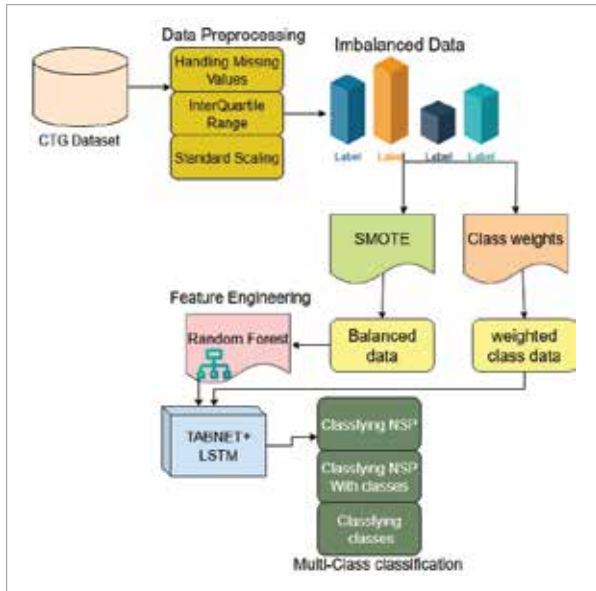 Data Preprocessing
Imbalanced Data
Handling Missing
Values
InterQuartile
Range
Standard Scaling
CTG Dataset
Label
Label
Label
Label
SMOTE
Class weights
Feature Engineering
Random Forest
Balanced
data
weighted
class data
TABNET+
LSTM
Classfying NSP
Classfying NSP
With classes
Classfying
classes
Multi-Class classification